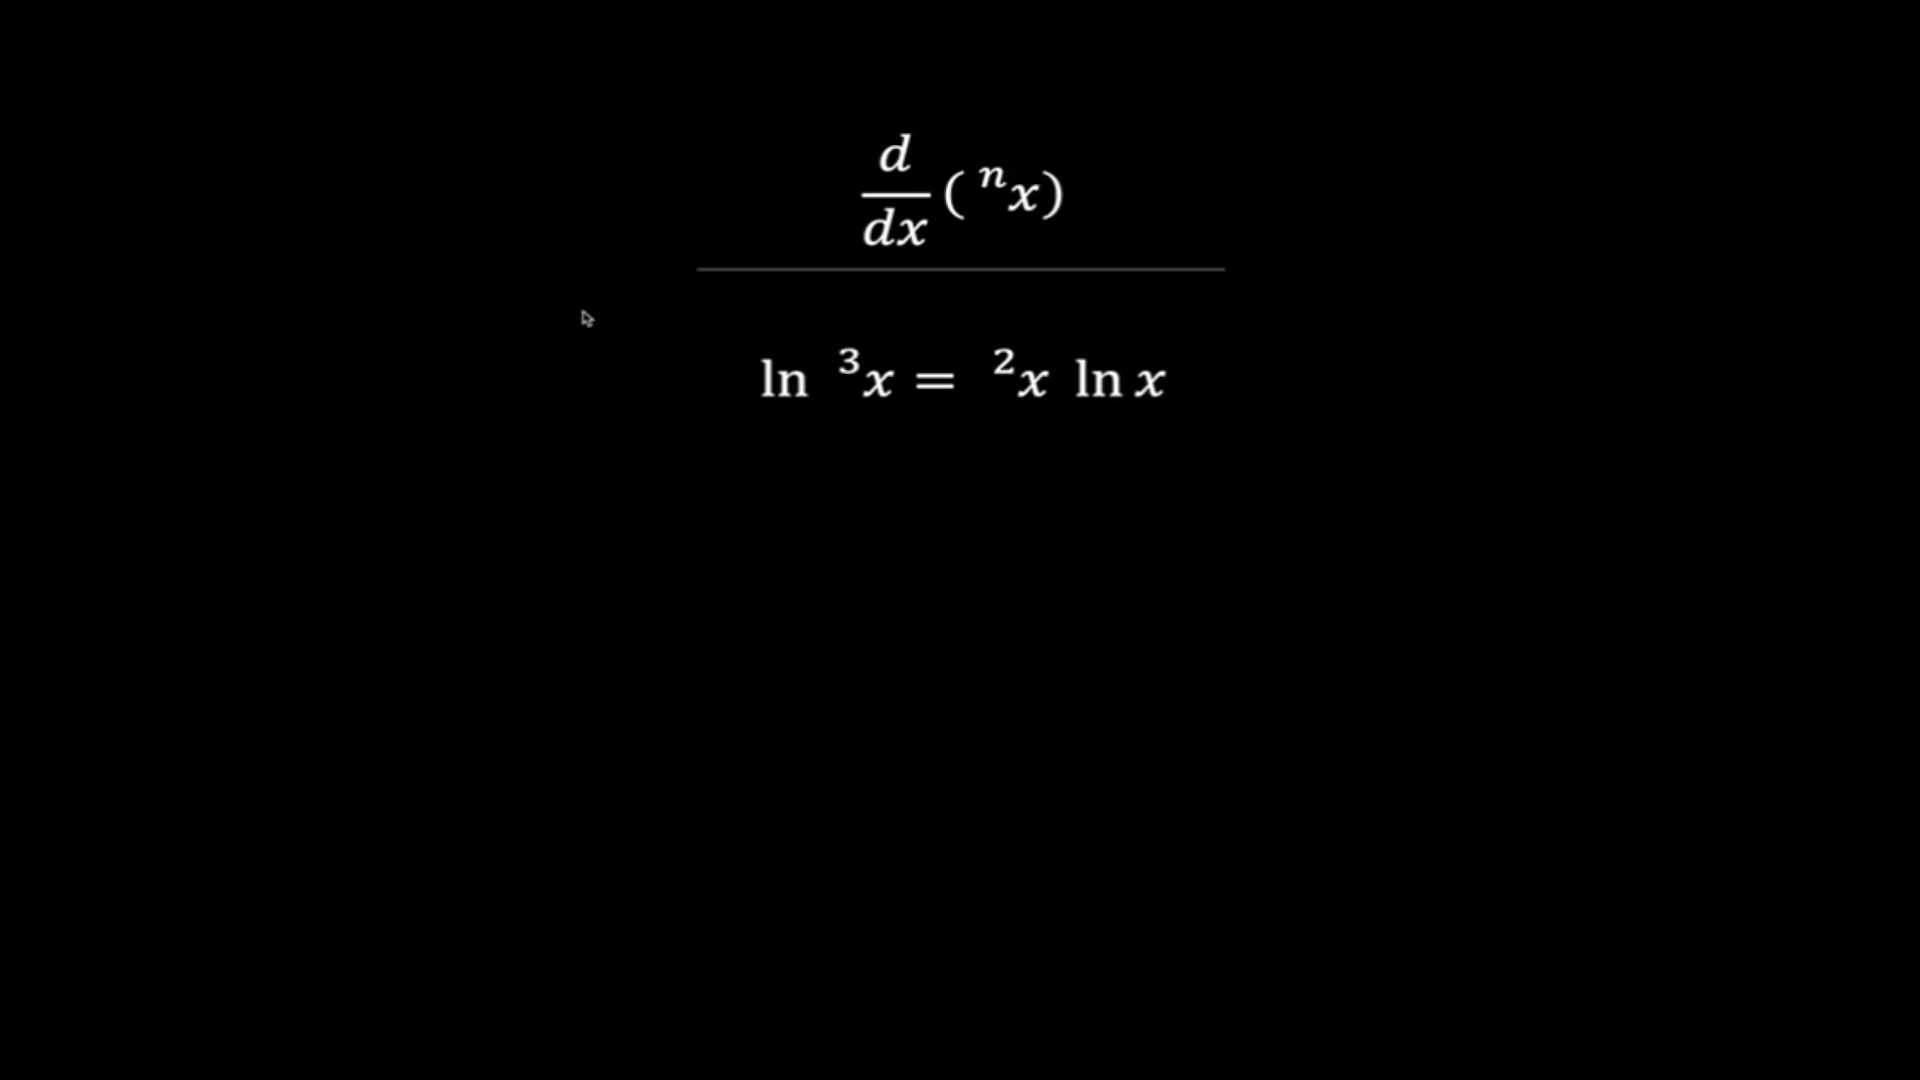 d/dx (ⁿx)
ln ³x = ²x ln x